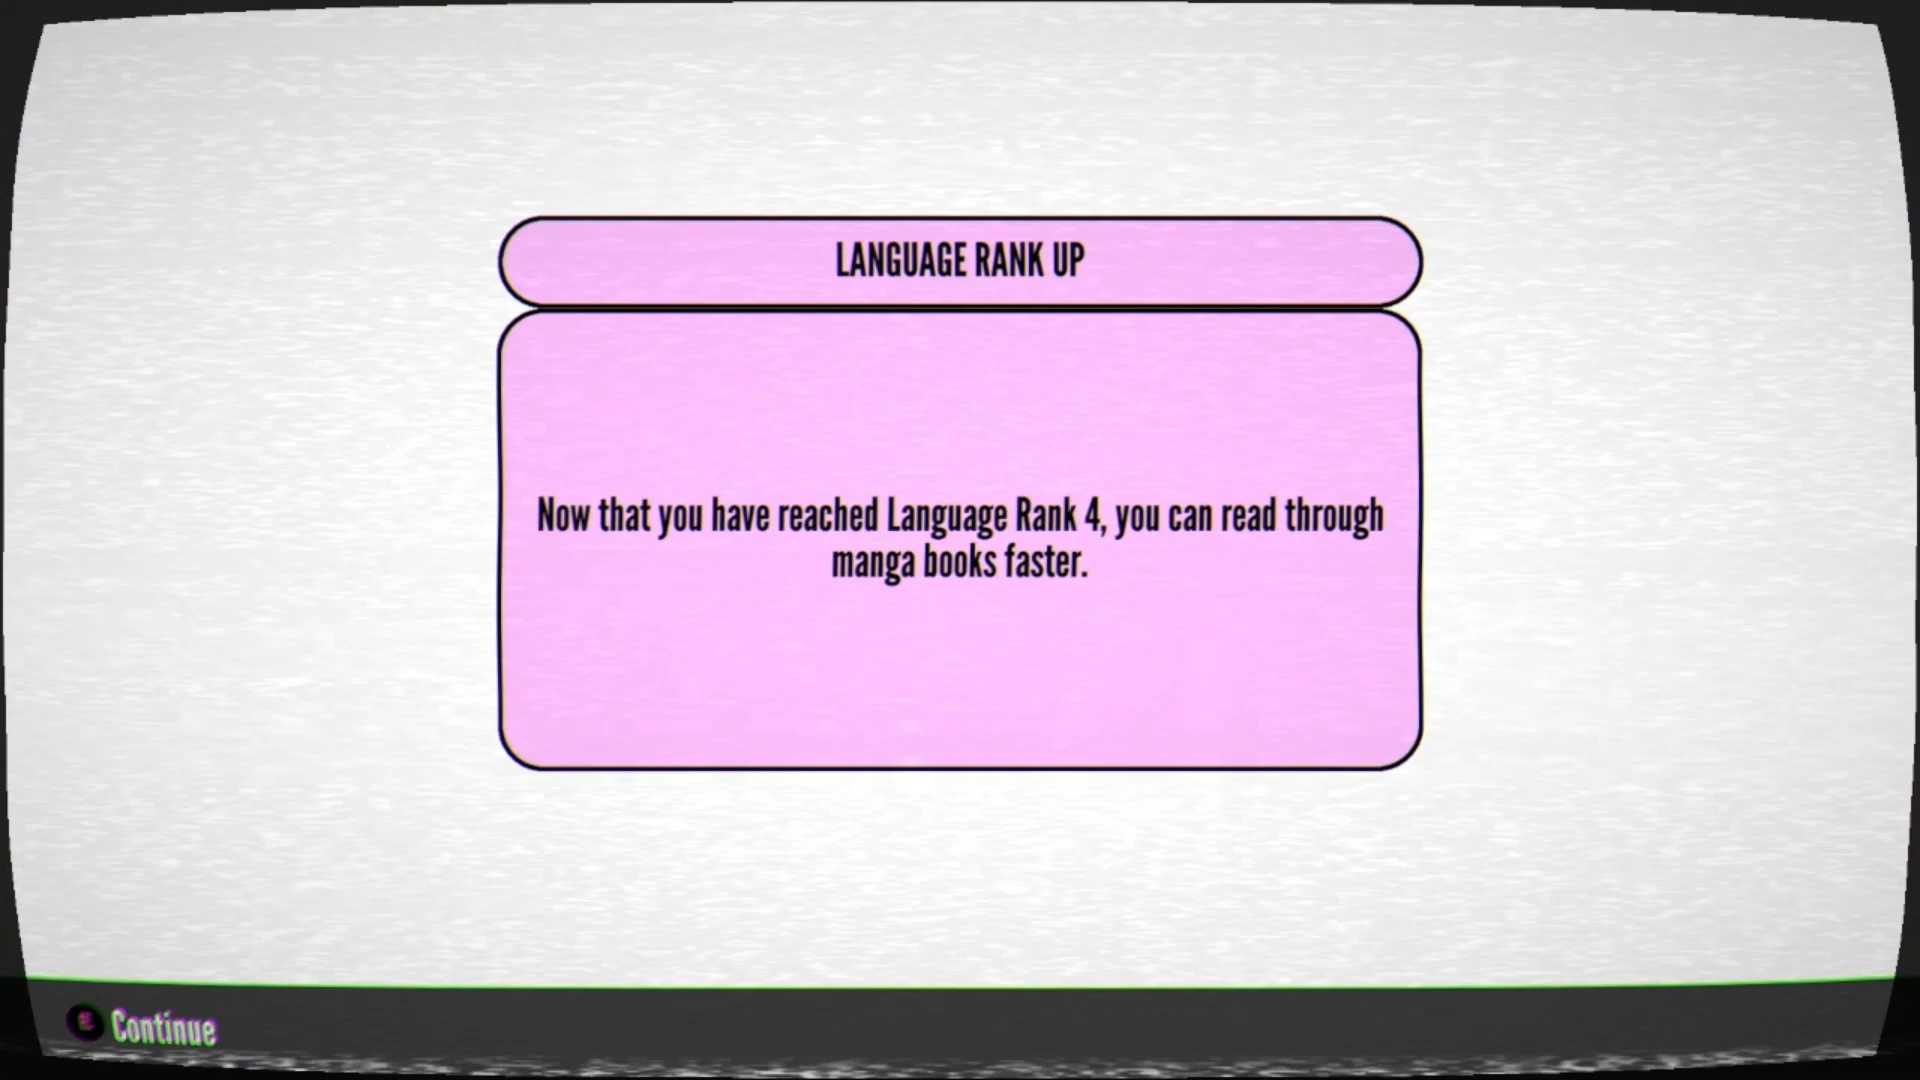 LANGUAGE RANK UP
Now that you have reached Language Rank 4, you can read through
manga books faster.
E Continue